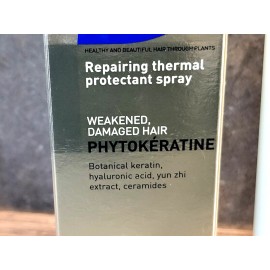 HEALTHY AND BEAUTIFUL HAIR THROUGH PLANTS
Repairing thermal
protectant spray
WEAKENED,
DAMAGED HAIR
PHYTOKÉRATINE
Botanical keratin,
hyaluronic acid, yun zhi
extract, ceramides